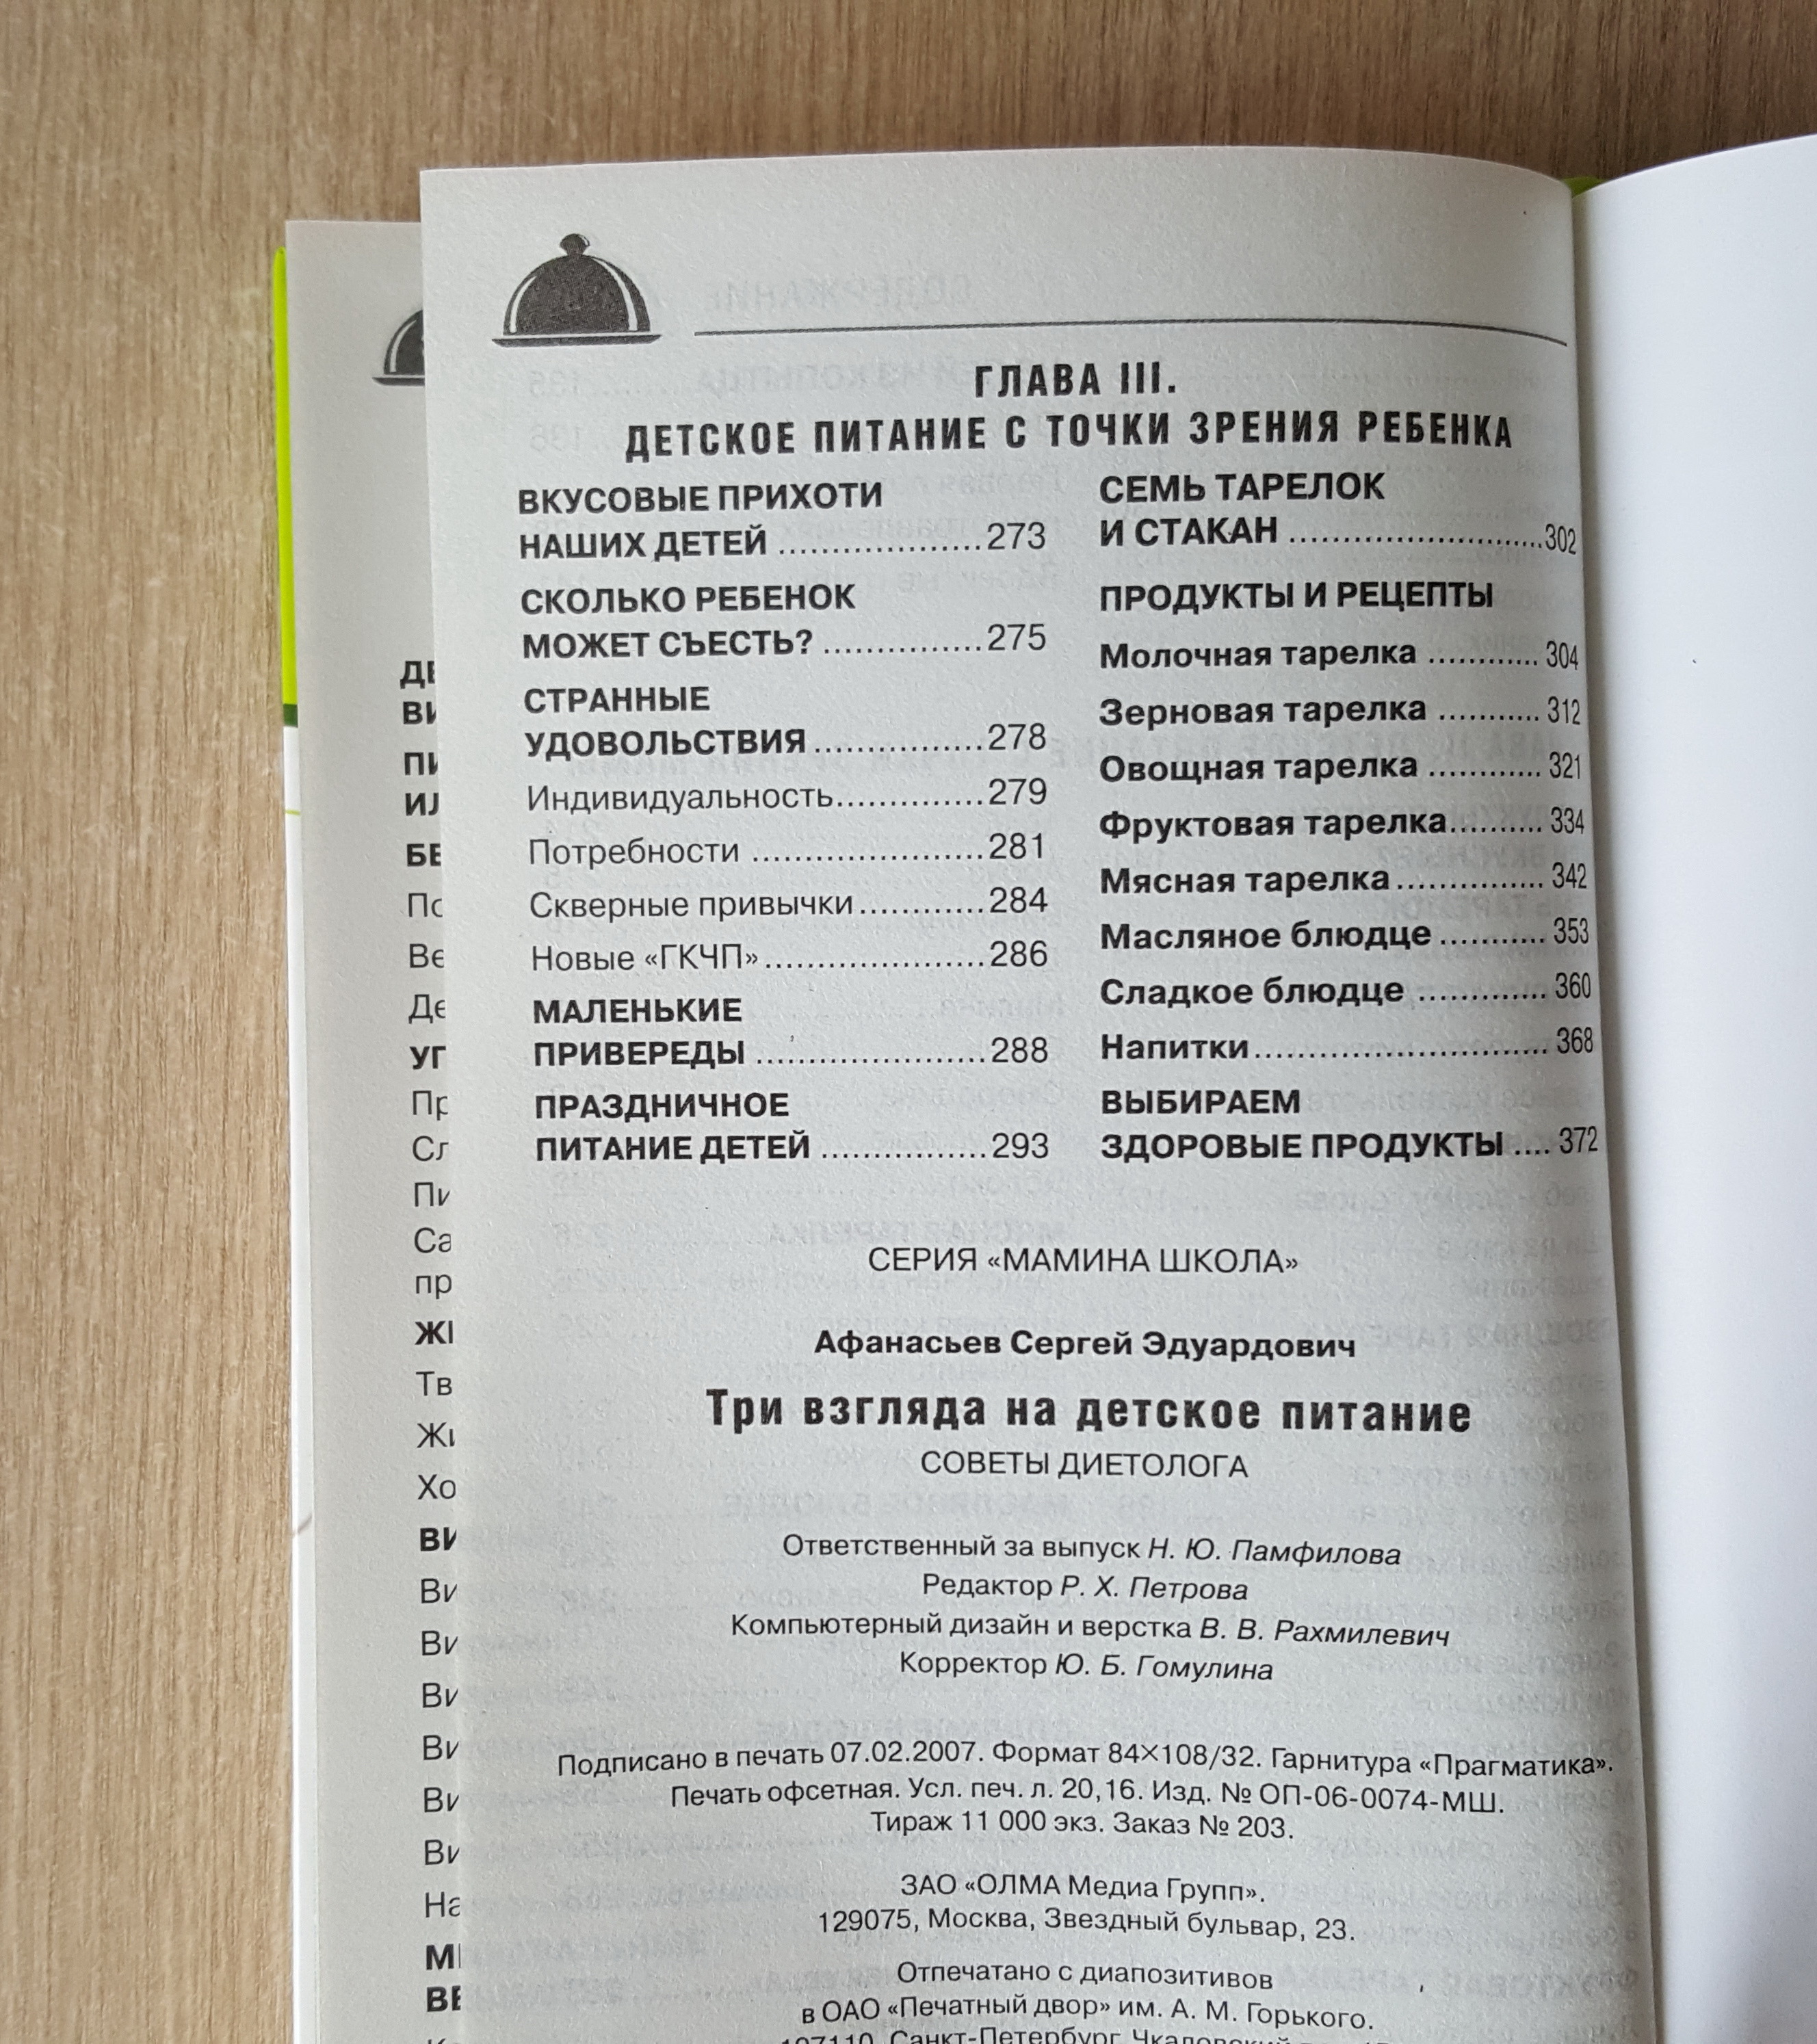 ГЛАВА III.
ДЕТСКОЕ ПИТАНИЕ С ТОЧКИ ЗРЕНИЯ РЕБЕНКА
ВКУСОВЫЕ ПРИХОТИ
НАШИХ ДЕТЕЙ ...................273
СКОЛЬКО РЕБЕНОК
МОЖЕТ СЪЕСТЬ? ...............275
СТРАННЫЕ
УДОВОЛЬСТВИЯ ................278
Индивидуальность..............279
Потребности ......................281
Скверные привычки............284
Новые «ГКЧП».....................286
МАЛЕНЬКИЕ
ПРИВЕРЕДЫ ......................288
ПРАЗДНИЧНОЕ
ПИТАНИЕ ДЕТЕЙ ................293
СЕМЬ ТАРЕЛОК
И СТАКАН ........................302
ПРОДУКТЫ И РЕЦЕПТЫ
Молочная тарелка ............ 304
Зерновая тарелка ........... 312
Овощная тарелка ............ 321
Фруктовая тарелка.......... 334
Мясная тарелка............... 342
Масляное блюдце ........... 353
Сладкое блюдце ............. 360
Напитки............................ 368
ВЫБИРАЕМ
ЗДОРОВЫЕ ПРОДУКТЫ .... 372
СЕРИЯ «МАМИНА ШКОЛА»
Афанасьев Сергей Эдуардович
Три взгляда на детское питание
СОВЕТЫ ДИЕТОЛОГА
Ответственный за выпуск Н. Ю. Памфилова
Редактор Р. Х. Петрова
Компьютерный дизайн и верстка В. В. Рахмилевич
Корректор Ю. Б. Гомулина
Подписано в печать 07.02.2007. Формат 84×108/32. Гарнитура «Прагматика».
Печать офсетная. Усл. печ. л. 20,16. Изд. № ОП-06-0074-МШ.
Тираж 11 000 экз. Заказ № 203.
ЗАО «ОЛМА Медиа Групп».
129075, Москва, Звездный бульвар, 23.
Отпечатано с диапозитивов
в ОАО «Печатный двор» им. А. М. Горького.
197110, Санкт-Петербург, Чкаловский